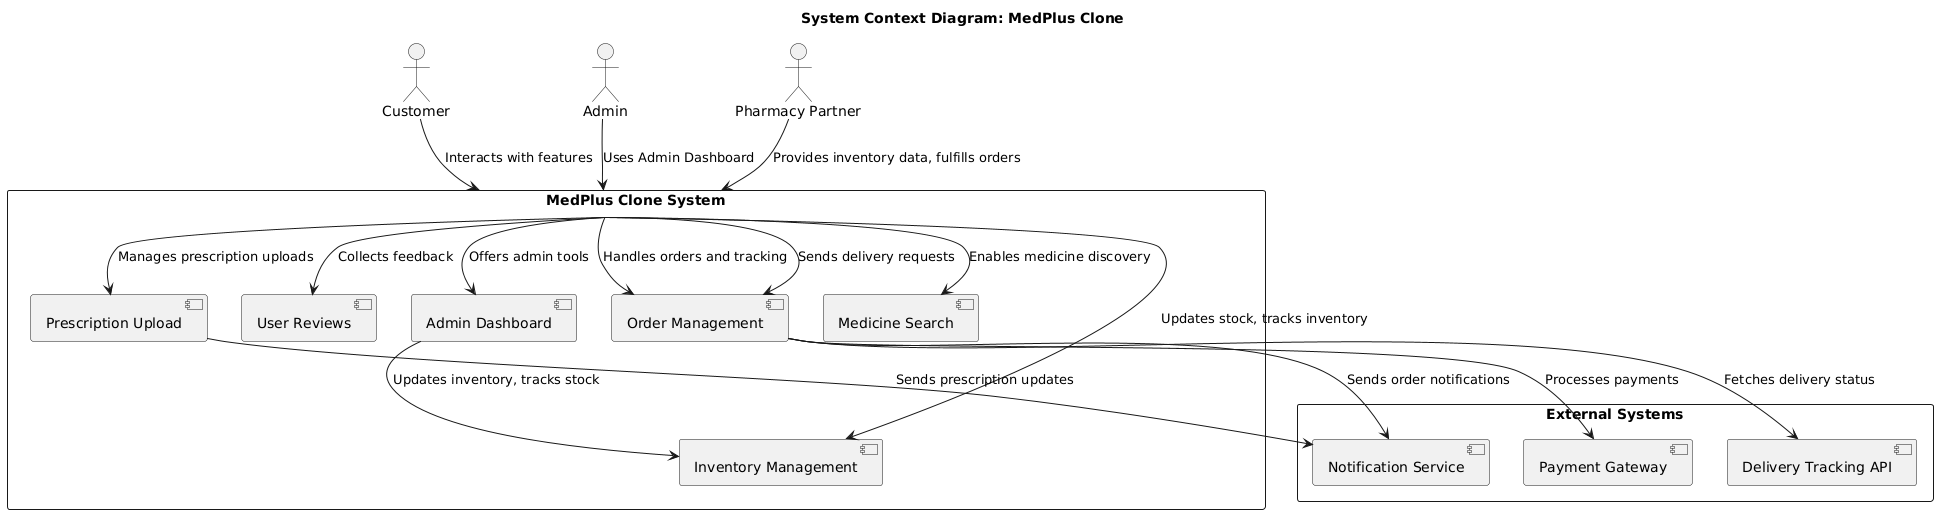 System Context Diagram: MedPlus Clone
Customer
Admin
Pharmacy Partner
Interacts with features
Uses Admin Dashboard
Provides inventory data, fulfills orders
MedPlus Clone System
Manages prescription uploads
Collects feedback
Offers admin tools
Handles orders and tracking
Sends delivery requests
Enables medicine discovery
Prescription Upload
User Reviews
Admin Dashboard
Order Management
Medicine Search
Updates stock, tracks inventory
Updates inventory, tracks stock
Sends prescription updates
Sends order notifications
Processes payments
Fetches delivery status
External Systems
Inventory Management
Notification Service
Payment Gateway
Delivery Tracking API